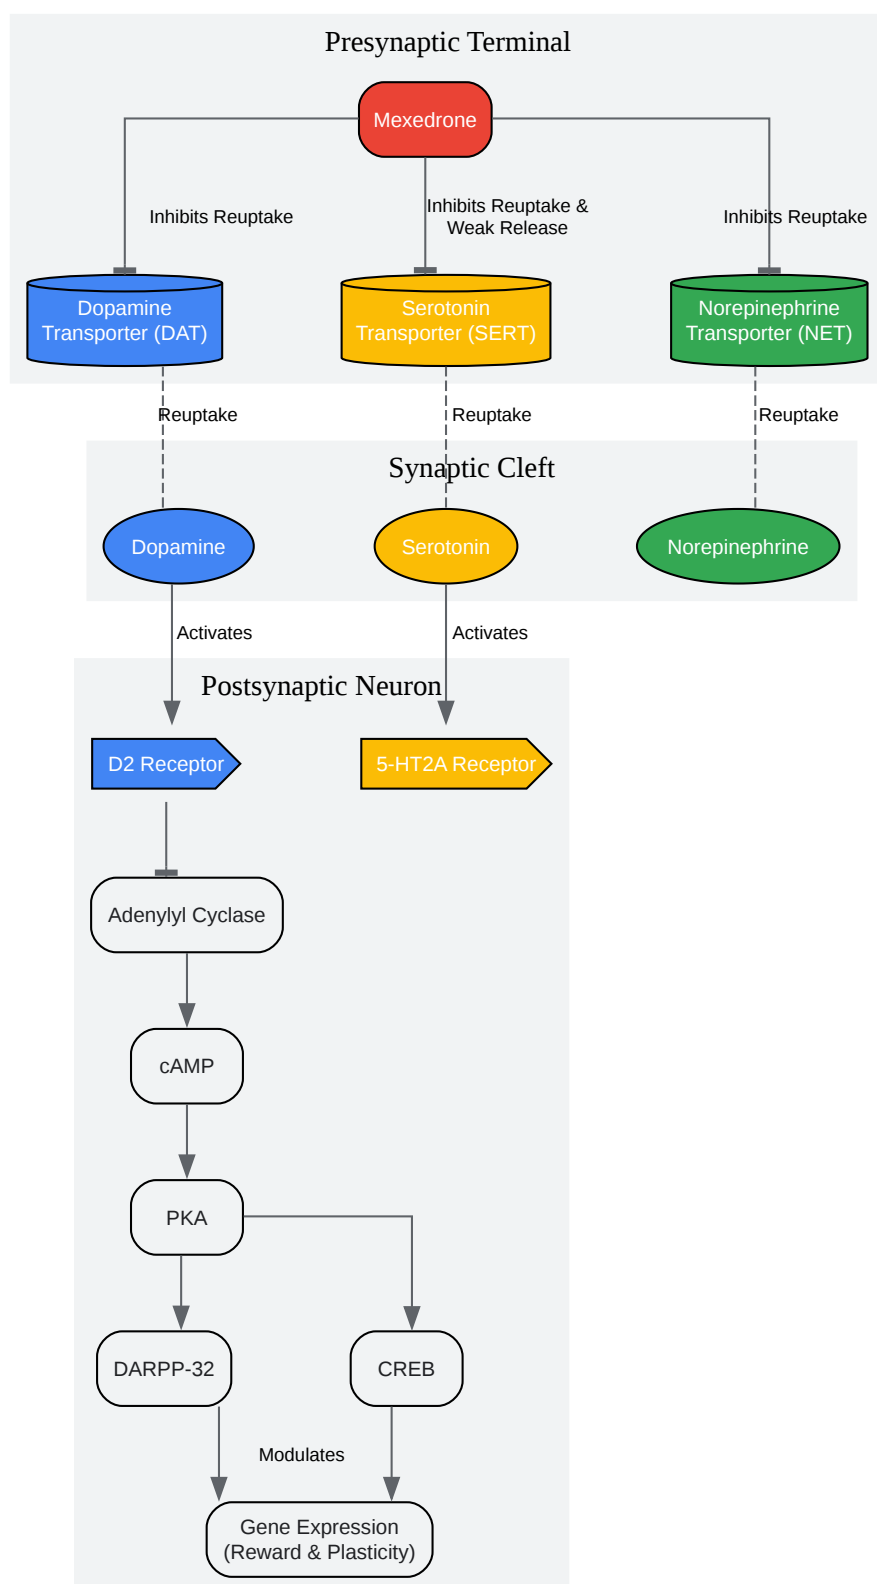 Presynaptic Terminal
Mexedrone
Inhibits Reuptake
Inhibits Reuptake &
Weak Release
Inhibits Reuptake
Dopamine
Transporter (DAT)
Serotonin
Transporter (SERT)
Norepinephrine
Transporter (NET)
Reuptake
Reuptake
Reuptake
Synaptic Cleft
Dopamine
Serotonin
Norepinephrine
Activates
Activates
Postsynaptic Neuron
D2 Receptor
5-HT2A Receptor
Adenylyl Cyclase
cAMP
PKA
DARPP-32
CREB
Modulates
Gene Expression
(Reward & Plasticity)